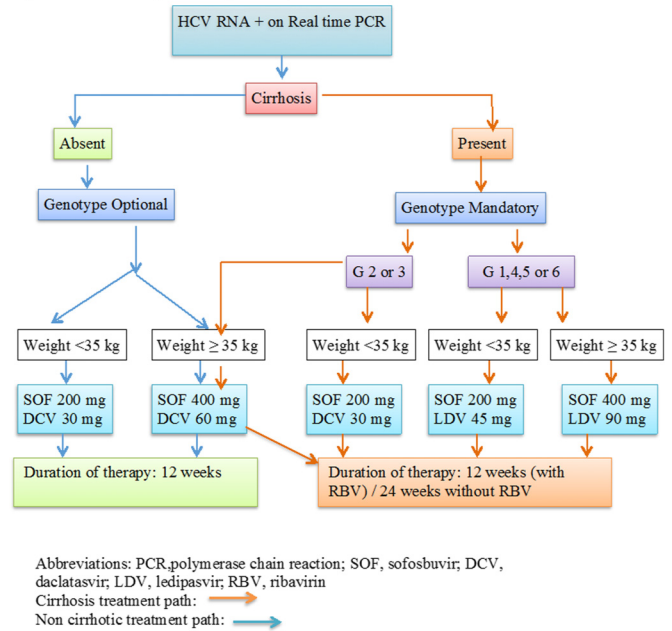 HCV RNA + on Real time PCR
Cirrhosis
Absent
Present
Genotype Optional
Genotype Mandatory
G 2 or 3
G 1,4,5 or 6
Weight <35 kg
Weight ≥ 35 kg
Weight <35 kg
Weight <35 kg
Weight ≥ 35 kg
SOF 200 mg
DCV 30 mg
SOF 400 mg
DCV 60 mg
SOF 200 mg
DCV 30 mg
SOF 200 mg
LDV 45 mg
SOF 400 mg
LDV 90 mg
Duration of therapy: 12 weeks
Duration of therapy: 12 weeks (with
RBV) / 24 weeks without RBV
Abbreviations: PCR,polymerase chain reaction; SOF, sofosbuvir; DCV,
daclatasvir; LDV, ledipasvir; RBV, ribavirin
Cirrhosis treatment path:
Non cirrhotic treatment path: